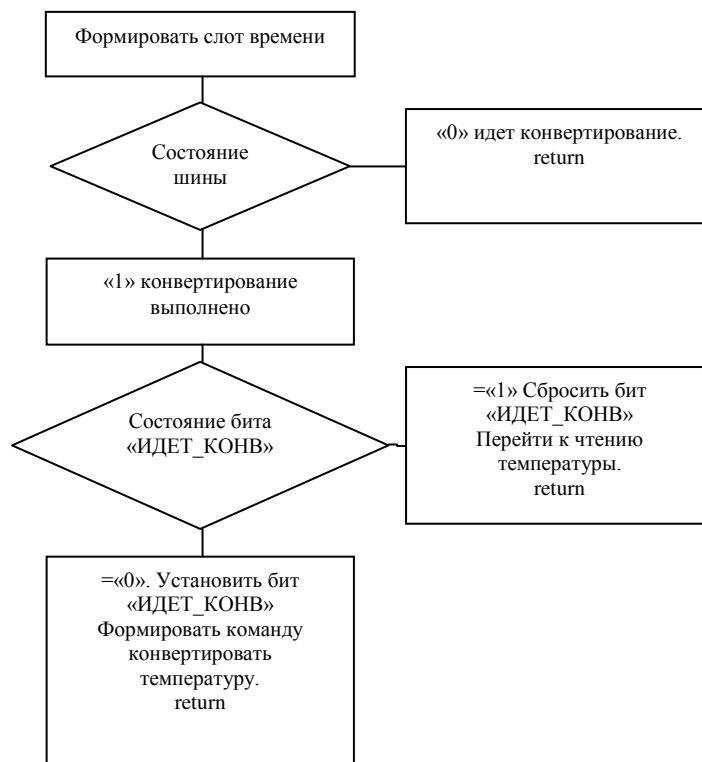 Формировать слот времени
Состояние
шины
«0» идет конвертирование.
return
«1» конвертирование
выполнено
Состояние бита
«ИДЕТ_КОНВ»
=«1» Сбросить бит
«ИДЕТ_КОНВ»
Перейти к чтению
температуры.
return
=«0». Установить бит
«ИДЕТ_КОНВ»
Формировать команду
конвертировать
температуру.
return